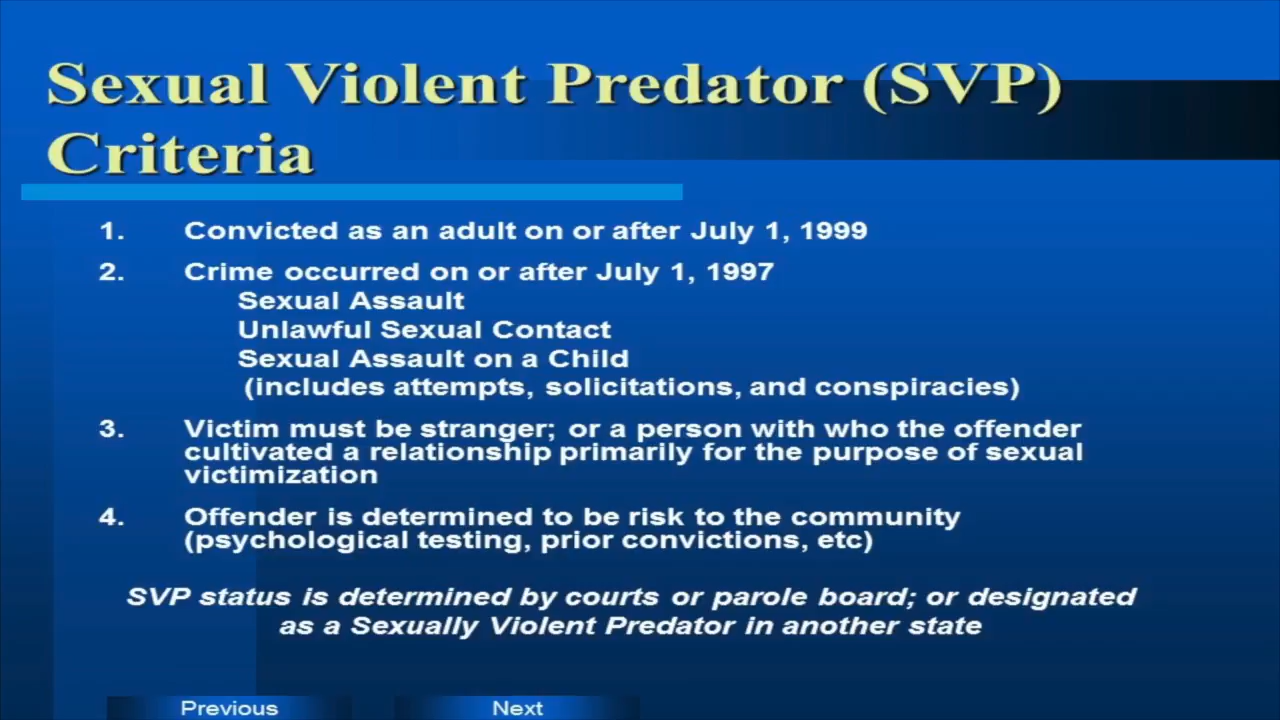 Sexual Violent Predator (SVP)
Criteria
1. Convicted as an adult on or after July 1, 1999
2. Crime occurred on or after July 1, 1997
Sexual Assault
Unlawful Sexual Contact
Sexual Assault on a Child
(includes attempts, solicitations, and conspiracies)
3. Victim must be stranger; or a person with who the offender
cultivated a relationship primarily for the purpose of sexual
victimization
4. Offender is determined to be risk to the community
(psychological testing, prior convictions, etc)
SVP status is determined by courts or parole board; or designated
as a Sexually Violent Predator in another state
Previous Next